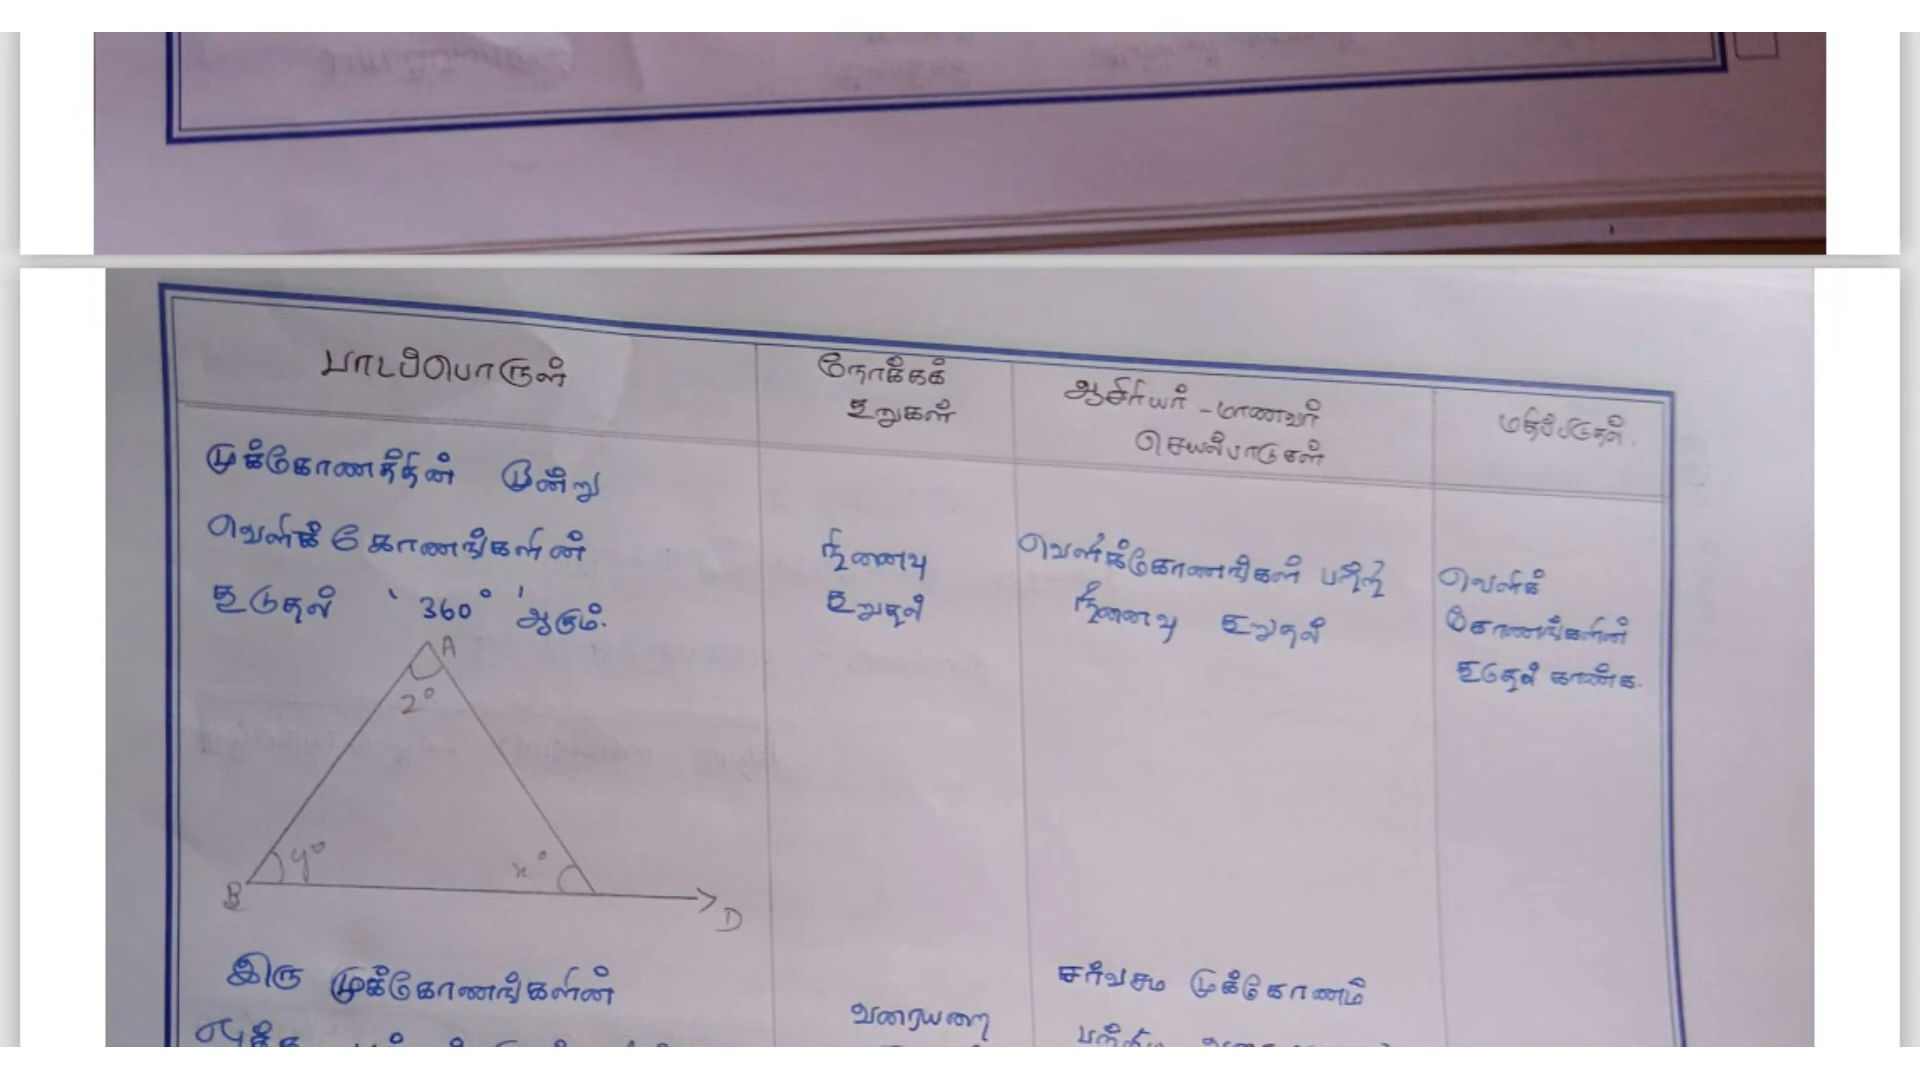 பாடப்பொருள்
நோக்கக்
கூறுகள்
ஆசிரியர் - மாணவர்
செயல்பாடுகள்
மதிப்பிடுதல்.
முக்கோணத்தின் மூன்று
வெளிக்கோணங்களின்
கூடுதல் '360°' ஆகும்.
நினைவு
கூறுதல்
வெளிக்கோணங்கள் பற்றி
நினைவு கூறுதல்
வெளிக்
கோணங்களின்
கூடுதல் காண்க.
A
2°
y°
x°
B
D
இரு முக்கோணங்களின்
வரையறை
சர்வசம முக்கோணம்